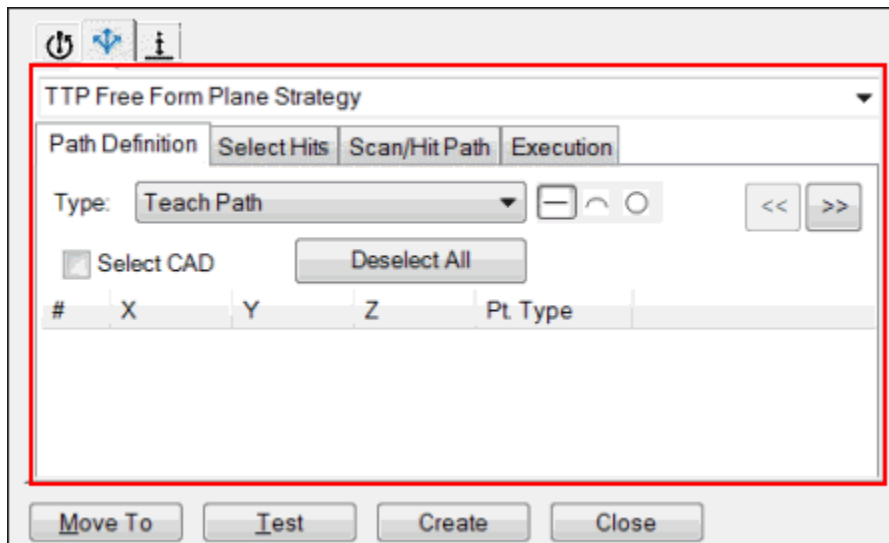 TTP Free Form Plane Strategy
Path Definition Select Hits Scan/Hit Path Execution
Type: Teach Path << >>
Select CAD Deselect All
# X Y Z Pt. Type
Move To Test Create Close